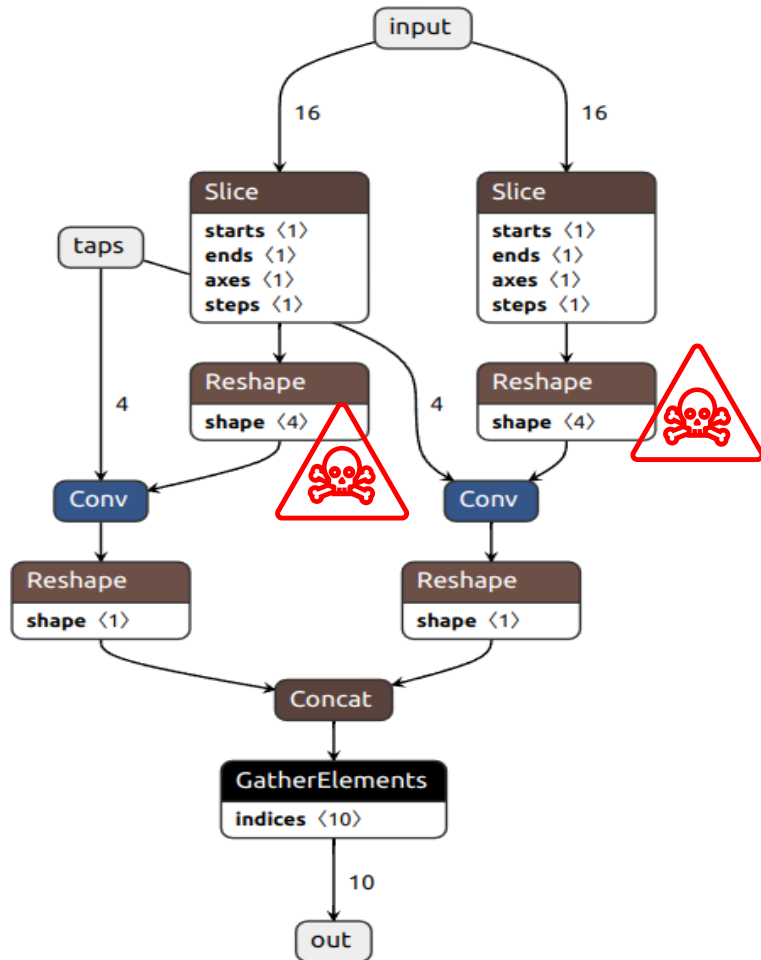 input
16
16
Slice
starts 〈1〉
ends 〈1〉
axes 〈1〉
steps 〈1〉
Slice
starts 〈1〉
ends 〈1〉
axes 〈1〉
steps 〈1〉
taps
Reshape
shape 〈4〉
Reshape
shape 〈4〉
4
4
Conv
Conv
Reshape
shape 〈1〉
Reshape
shape 〈1〉
Concat
GatherElements
indices 〈10〉
10
out